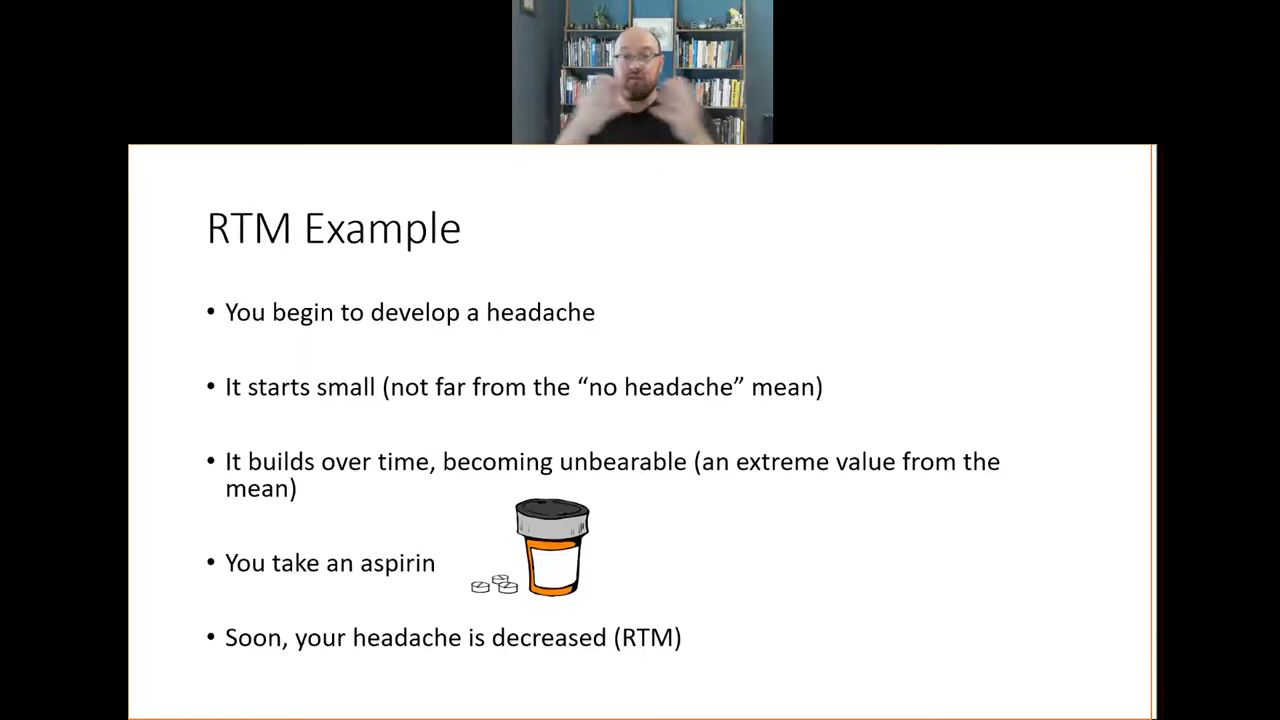 RTM Example
• You begin to develop a headache
• It starts small (not far from the “no headache” mean)
• It builds over time, becoming unbearable (an extreme value from the
mean)
• You take an aspirin
• Soon, your headache is decreased (RTM)